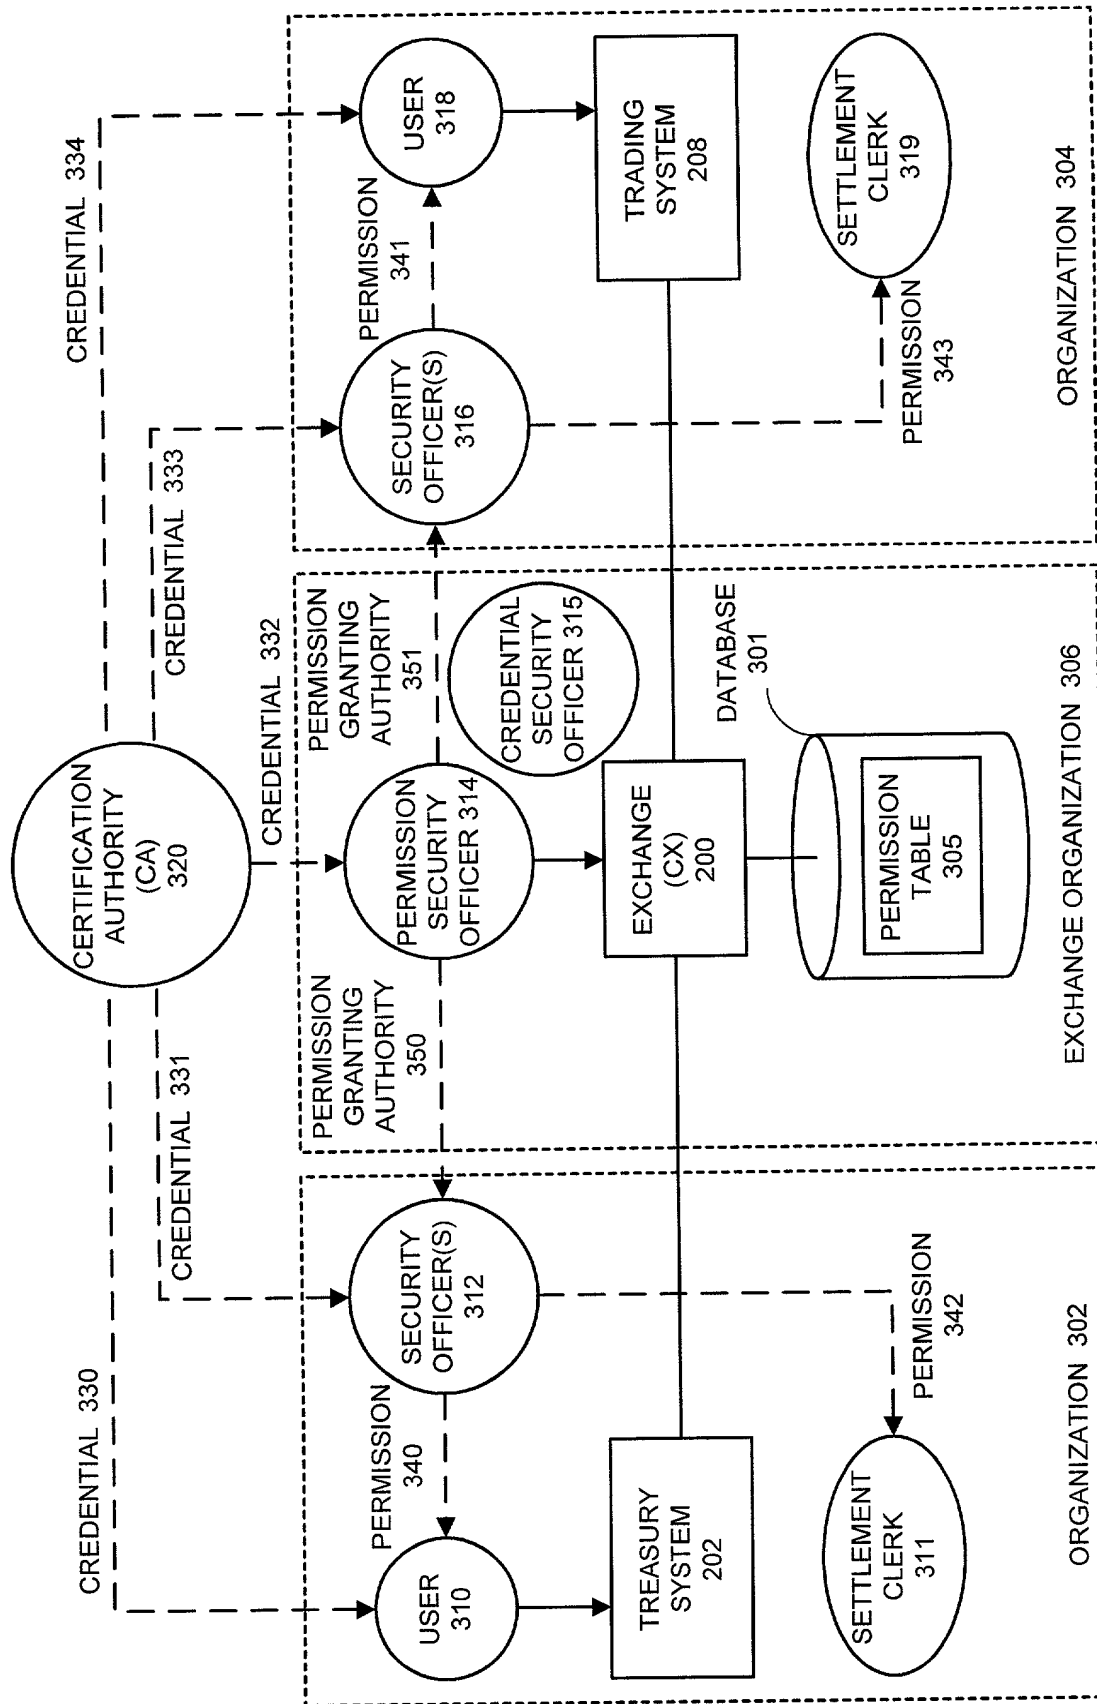 CERTIFICATION
AUTHORITY
(CA)
320
CREDENTIAL 330
CREDENTIAL 331
CREDENTIAL 332
CREDENTIAL 333
CREDENTIAL 334
USER
310
PERMISSION
340
SECURITY
OFFICER(S)
312
PERMISSION
GRANTING
AUTHORITY
350
PERMISSION
SECURITY
OFFICER 314
PERMISSION
GRANTING
AUTHORITY
351
CREDENTIAL
SECURITY
OFFICER 315
SECURITY
OFFICER(S)
316
PERMISSION
341
USER
318
TREASURY
SYSTEM
202
EXCHANGE
(CX)
200
TRADING
SYSTEM
208
SETTLEMENT
CLERK
311
PERMISSION
342
DATABASE
301
PERMISSION
TABLE
305
PERMISSION
343
SETTLEMENT
CLERK
319
ORGANIZATION 302
EXCHANGE ORGANIZATION 306
ORGANIZATION 304